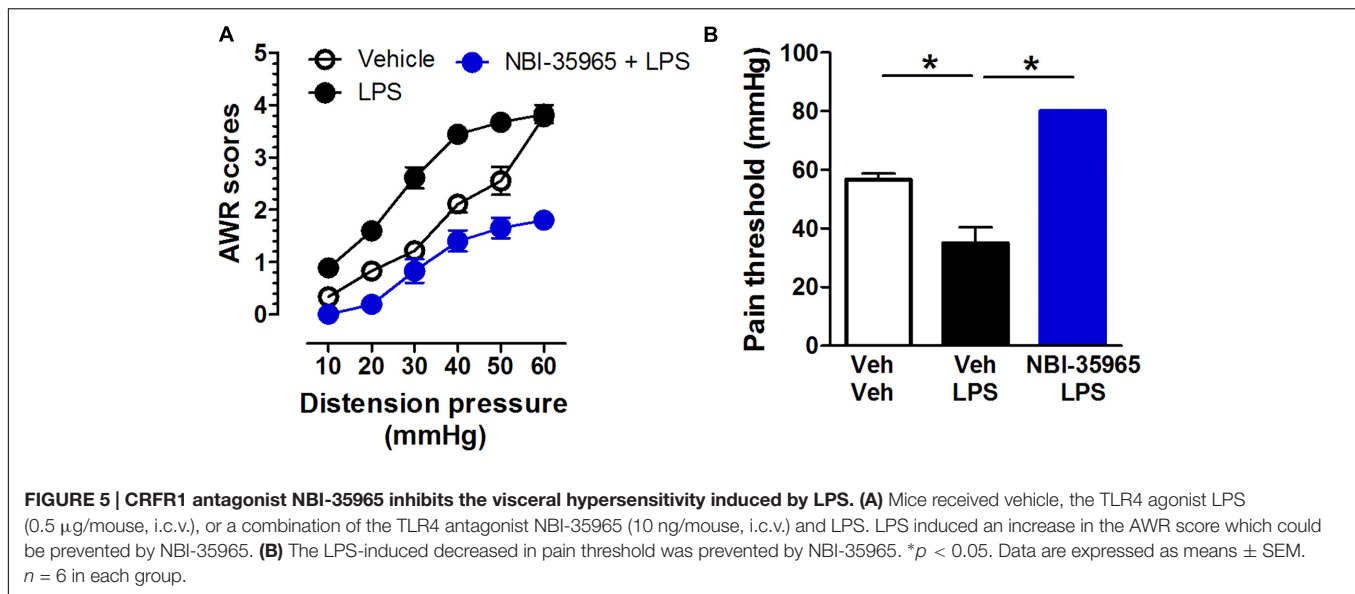 A
Vehicle
NBI-35965 + LPS
LPS
5
4
3
2
1
0
AWR scores
10 20 30 40 50 60
Distension pressure
(mmHg)
B
100
80
60
40
20
0
Pain threshold (mmHg)
* *
Veh Veh NBI-35965
Veh LPS LPS
FIGURE 5 | CRFR1 antagonist NBI-35965 inhibits the visceral hypersensitivity induced by LPS. (A) Mice received vehicle, the TLR4 agonist LPS
(0.5 μg/mouse, i.c.v.), or a combination of the TLR4 antagonist NBI-35965 (10 ng/mouse, i.c.v.) and LPS. LPS induced an increase in the AWR score which could
be prevented by NBI-35965. (B) The LPS-induced decreased in pain threshold was prevented by NBI-35965. *p < 0.05. Data are expressed as means ± SEM.
n = 6 in each group.